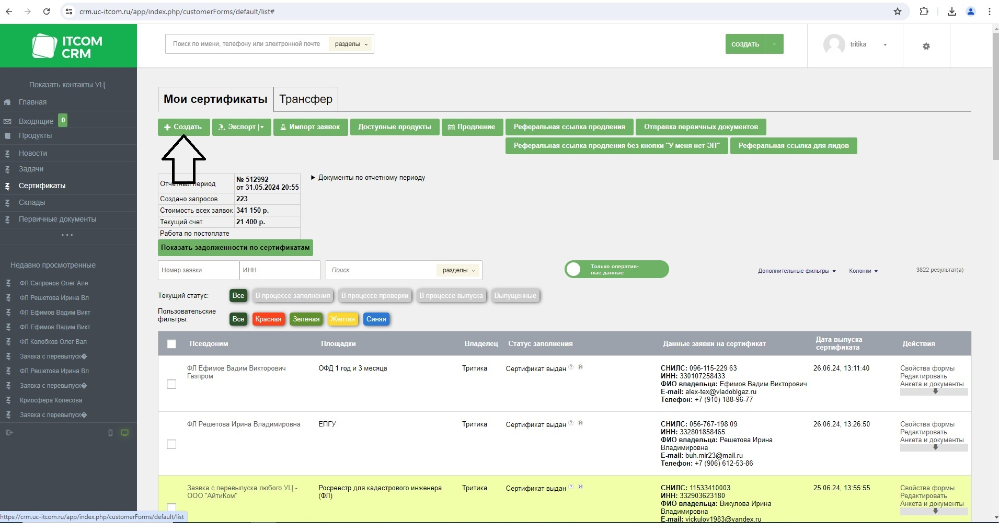 crm.uc-itcom.ru/app/index.php/customerForms/default/list#
ITCOM
CRM
Поиск по имени, телефону или электронной почте
разделы
СОЗДАТЬ
tritika
Показать контакты УЦ
Главная
Входящие 0
Продукты
Новости
Задачи
Сертификаты
Склады
Первичные документы
...
Недавно просмотренные
ФЛ Сапронов Олег Але
ФЛ Решетова Ирина Вл
ФЛ Ефимов Вадим Викт
ФЛ Ефимов Вадим Викт
ФЛ Колобков Олег Вал
Заявка с перевыпуск�
ФЛ Решетова Ирина Вл
Заявка с перевыпуск�
Криосфера Колесова
Заявка с перевыпуск�
Мои сертификаты
Трансфер
Создать
Экспорт
Импорт заявок
Доступные продукты
Продление
Реферальная ссылка продления
Отправка первичных документов
Реферальная ссылка продления без кнопки "У меня нет ЭП"
Реферальная ссылка для лидов
Отчетный период № 512992
от 31.05.2024 20:55
Создано запросов 223
Стоимость всех заявок 341 150 р.
Текущий счет 21 400 р.
Работа по постоплате
Документы по отчетному периоду
Показать задолженности по сертификатам
Номер заявки
ИНН
Поиск
разделы
Только оператив-
ные данные
Дополнительные фильтры
Колонки
3822 результат(а)
Текущий статус: Все В процессе заполнения В процессе проверки В процессе выпуска Выпущенные
Пользовательские
фильтры: Все Красная Зеленая Желтая Синяя
Псевдоним Площадки Владелец Статус заполнения Данные заявки на сертификат Дата выпуска
сертификата Действия
ФЛ Ефимов Вадим Викторович
Газпром
ОФД 1 год и 3 месяца
Тритика
Сертификат выдан
СНИЛС: 096-115-229 63
ИНН: 330107258433
ФИО владельца: Ефимов Вадим Викторович
E-mail: alex-tex@vladoblgaz.ru
Телефон: +7 (910) 188-96-77
26.06.24, 13:11:40
Свойства формы
Редактировать
Анкета и документы
ФЛ Решетова Ирина Владимировна
ЕПГУ
Тритика
Сертификат выдан
СНИЛС: 056-767-198 09
ИНН: 332801858465
ФИО владельца: Решетова Ирина
Владимировна
E-mail: buh.mir23@mail.ru
Телефон: +7 (906) 612-53-86
26.06.24, 13:26:50
Свойства формы
Редактировать
Анкета и документы
Заявка с перевыпуска любого УЦ -
ООО "АйтиКом"
Росреестр для кадастрового инженера
(ФЛ)
Тритика
Сертификат выдан
СНИЛС: 11533410003
ИНН: 332903623180
ФИО владельца: Викулова Ирина
Владимировна
E-mail: vickulov1983@yandex.ru
25.06.24, 13:55:55
Свойства формы
Редактировать
Анкета и документы
https://crm.uc-itcom.ru/app/index.php/customerForms/default/list